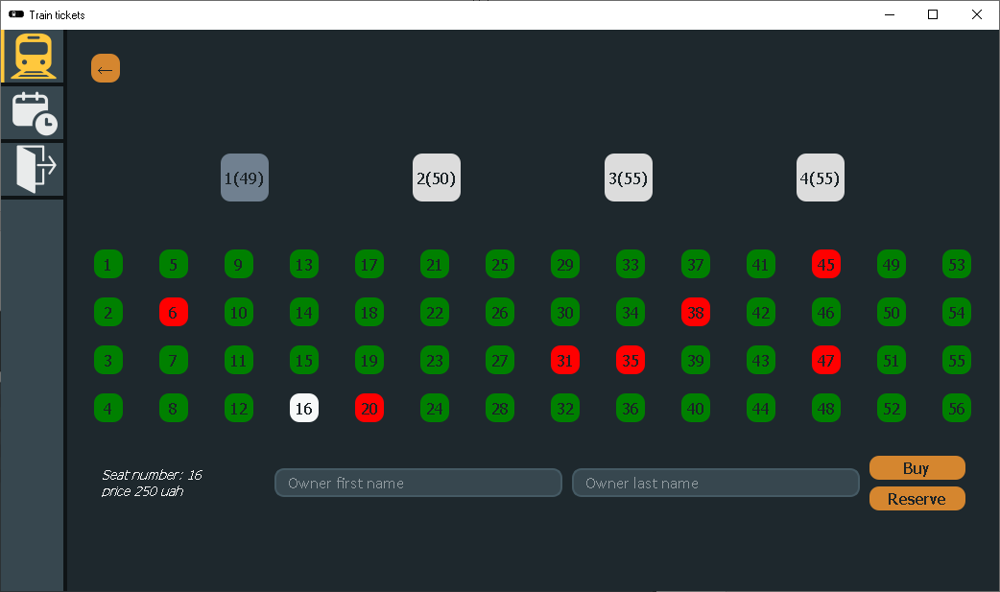 Train tickets
←
1(49) 2(50) 3(55) 4(55)
1 5 9 13 17 21 25 29 33 37 41 45 49 53
2 6 10 14 18 22 26 30 34 38 42 46 50 54
3 7 11 15 19 23 27 31 35 39 43 47 51 55
4 8 12 16 20 24 28 32 36 40 44 48 52 56
Seat number: 16
price 250 uah
Owner first name
Owner last name
Buy
Reserve